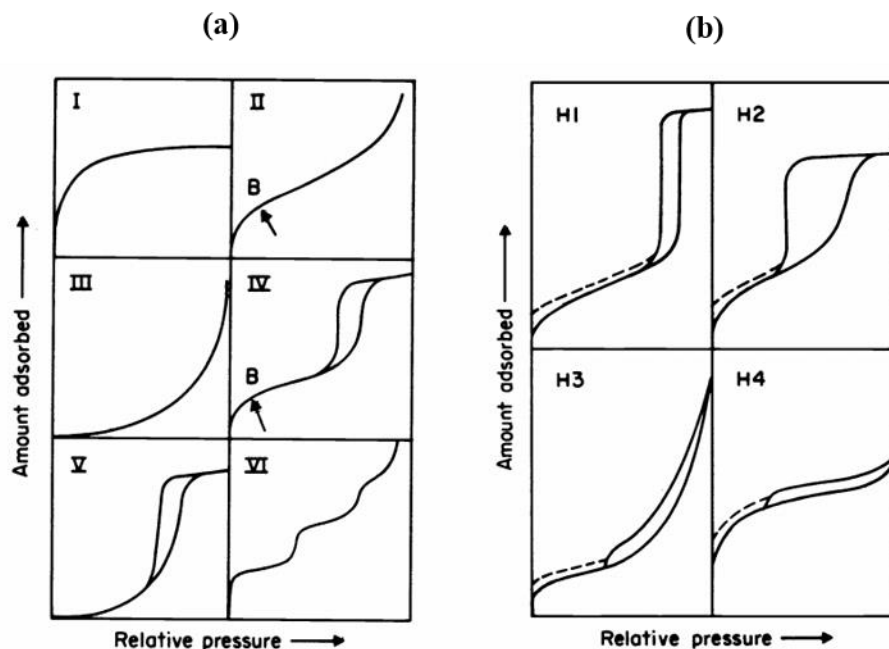 (a)
(b)
I
II
B
III
IV
B
V
VI
Amount adsorbed
Relative pressure
H1
H2
H3
H4
Amount adsorbed
Relative pressure